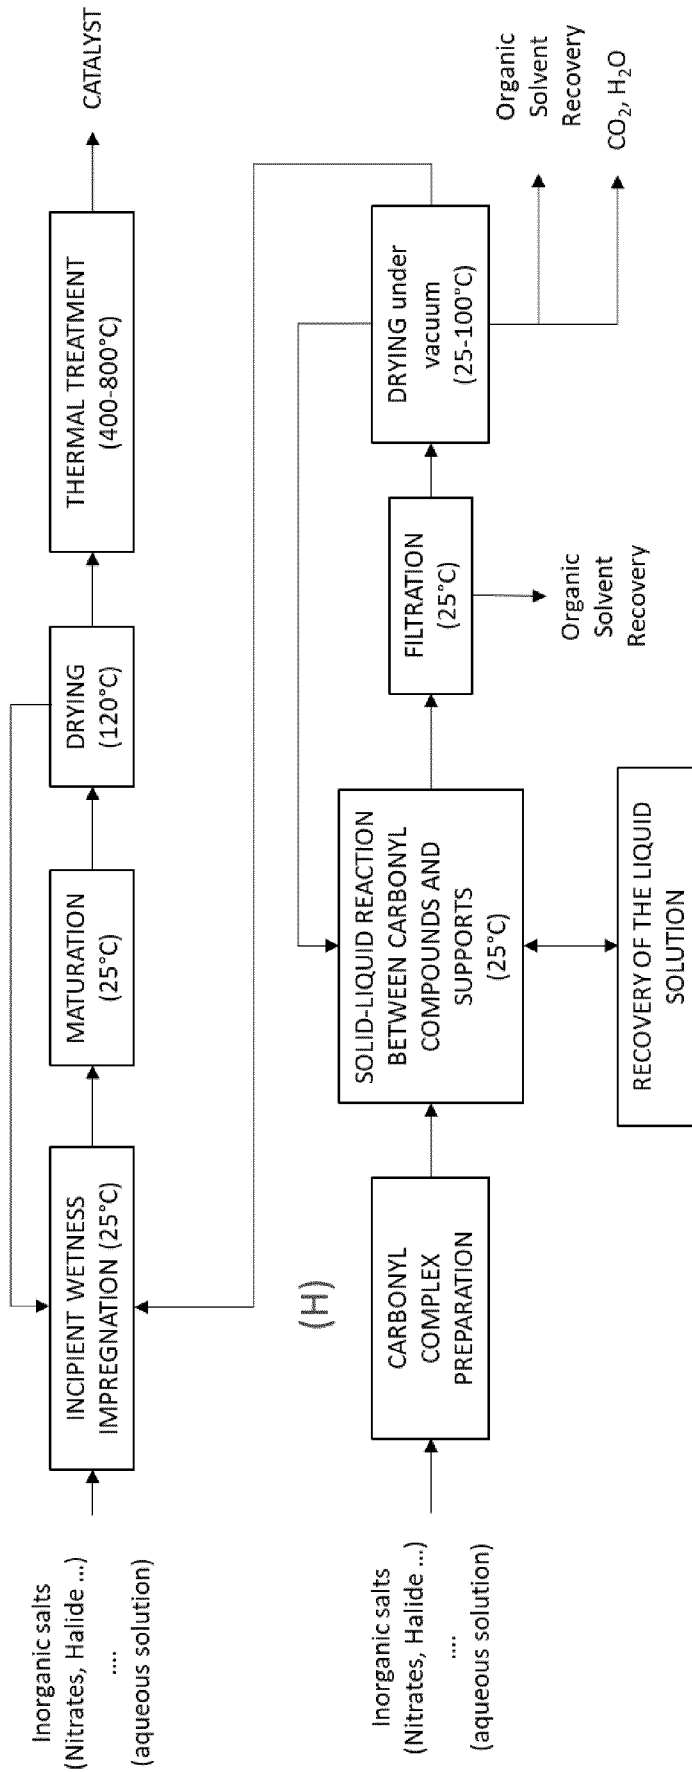 Inorganic salts
(Nitrates, Halide ...)
....
(aqueous solution)
INCIPIENT WETNESS
IMPREGNATION (25°C)
MATURATION
(25°C)
DRYING
(120°C)
THERMAL TREATMENT
(400-800°C)
CATALYST
(H)
Inorganic salts
(Nitrates, Halide ...)
....
(aqueous solution)
CARBONYL
COMPLEX
PREPARATION
SOLID-LIQUID REACTION
BETWEEN CARBONYL
COMPOUNDS AND
SUPPORTS
(25°C)
RECOVERY OF THE LIQUID
SOLUTION
FILTRATION
(25°C)
Organic
Solvent
Recovery
DRYING under
vacuum
(25-100°C)
Organic
Solvent
Recovery
CO₂, H₂O